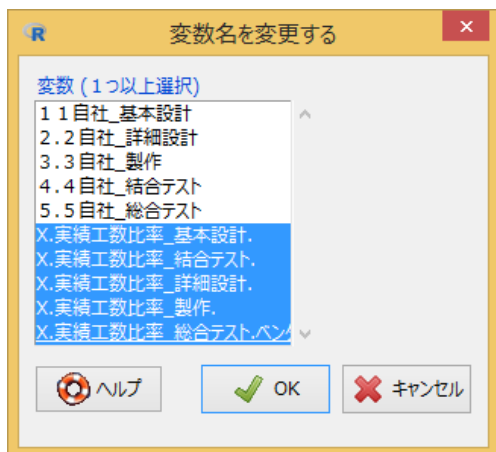 R
変数名を変更する
×
変数 (1つ以上選択)
1 1自社_基本設計
2.2自社_詳細設計
3.3自社_製作
4.4自社_結合テスト
5.5自社_総合テスト
X.実績工数比率_基本設計.
X.実績工数比率_結合テスト.
X.実績工数比率_詳細設計.
X.実績工数比率_製作.
X.実績工数比率_総合テスト.ベンダ
ヘルプ OK キャンセル